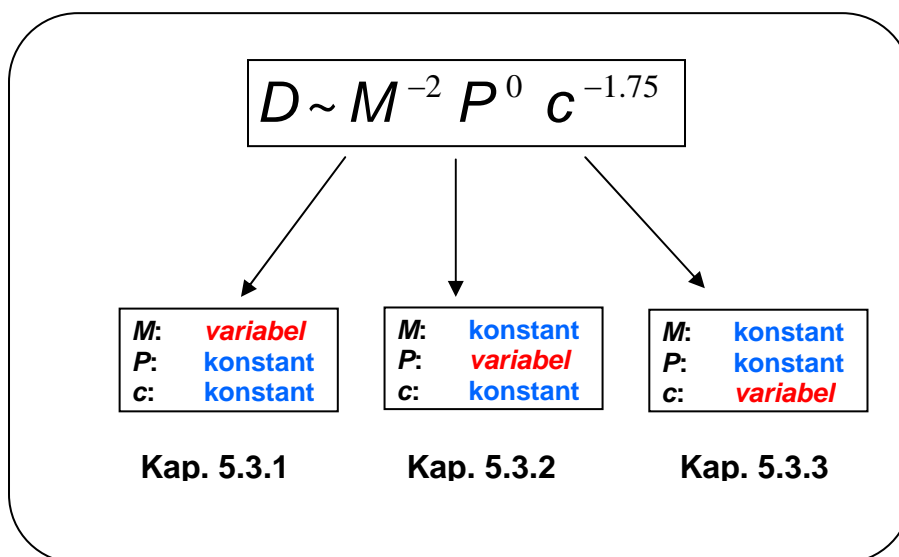 D ~ M⁻² P⁰ c⁻¹·⁷⁵
M: variabel
P: konstant
c: konstant
M: konstant
P: variabel
c: konstant
M: konstant
P: konstant
c: variabel
Kap. 5.3.1 Kap. 5.3.2 Kap. 5.3.3